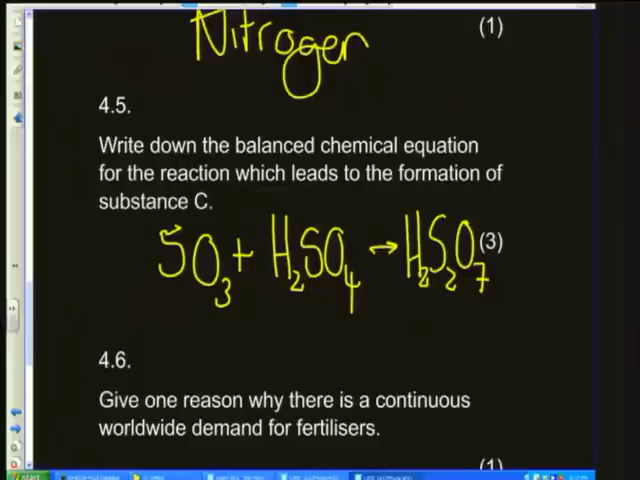 Nitrogen (1)
4.5.
Write down the balanced chemical equation
for the reaction which leads to the formation of
substance C.
SO3 + H2SO4 → H2S2O7 (3)
4.6.
Give one reason why there is a continuous
worldwide demand for fertilisers.
(1)
start